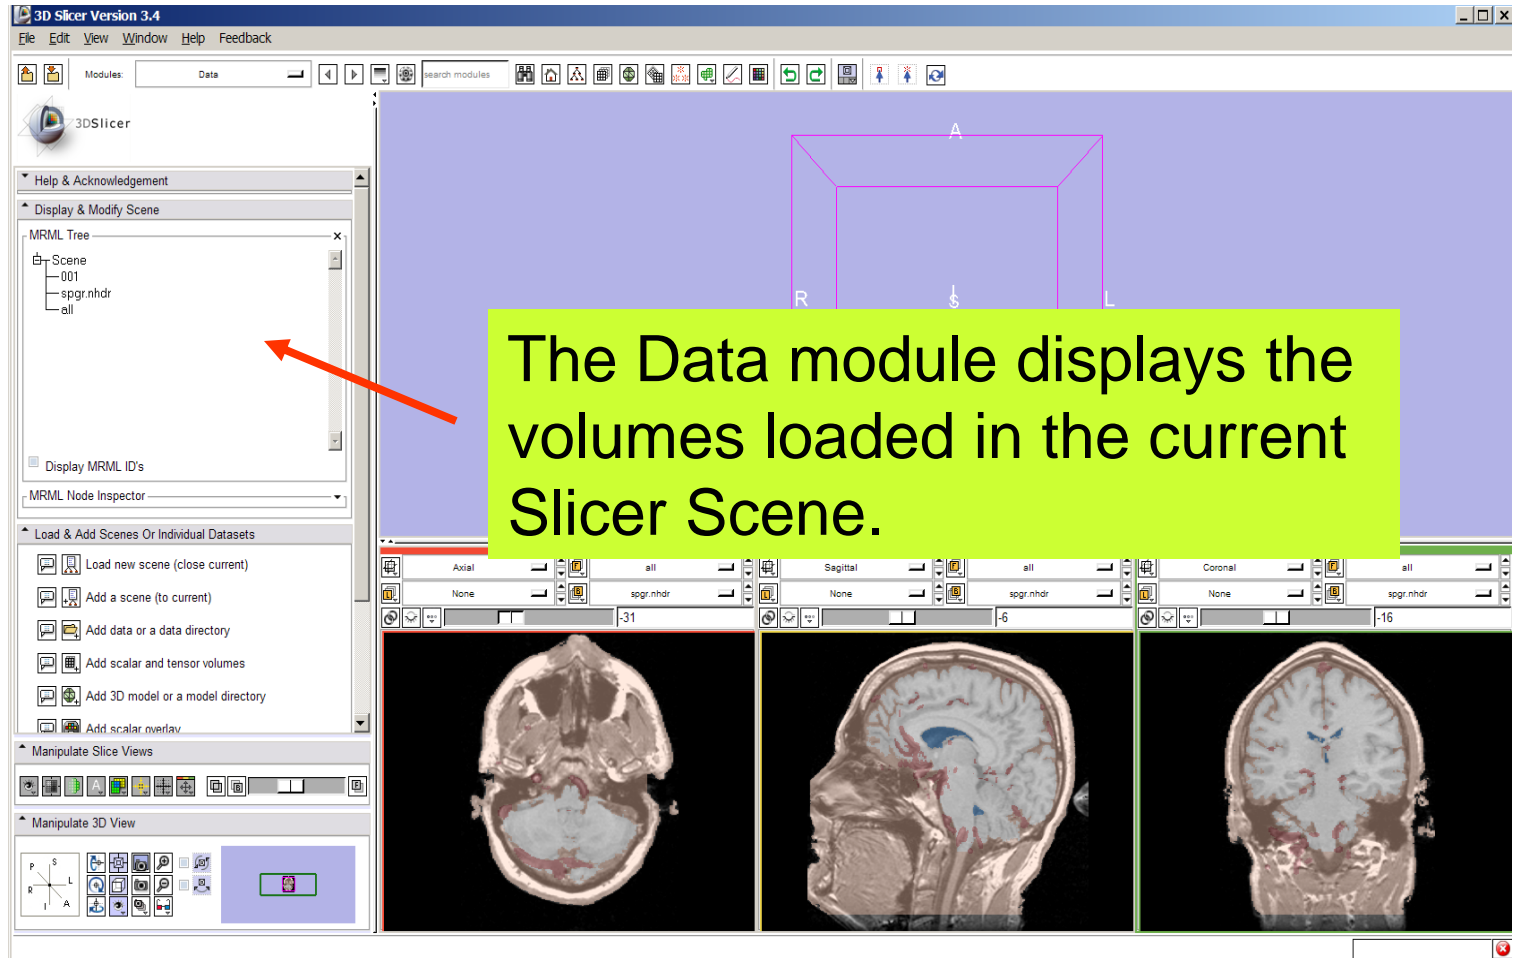 3D Slicer Version 3.4
File Edit View Window Help Feedback
Modules: Data search modules
3DSlicer
Help & Acknowledgement
Display & Modify Scene
MRML Tree
Scene
001
spgr.nhdr
all
Display MRML ID's
MRML Node Inspector
Load & Add Scenes Or Individual Datasets
Load new scene (close current)
Add a scene (to current)
Add data or a data directory
Add scalar and tensor volumes
Add 3D model or a model directory
Add scalar overlay
Manipulate Slice Views
Manipulate 3D View
P S
R L
I A
A
R S L
The Data module displays the
volumes loaded in the current
Slicer Scene.
Axial all Sagittal all Coronal all
None spgr.nhdr None spgr.nhdr None spgr.nhdr
-31 -6 -16